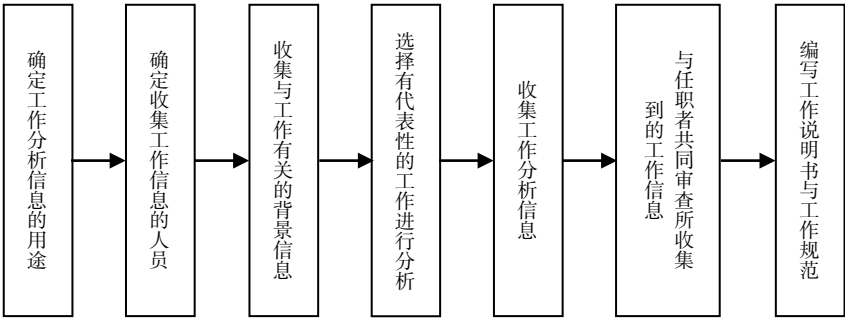 确定工作分析信息的用途
确定收集工作信息的人员
收集与工作有关的背景信息
选择有代表性的工作进行分析
收集工作分析信息
与任职者共同审查所收集
到的工作信息
编写工作说明书与工作规范